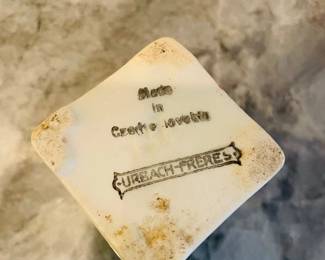 Made
in
Czecho-slovakia
URBACH-FRERES